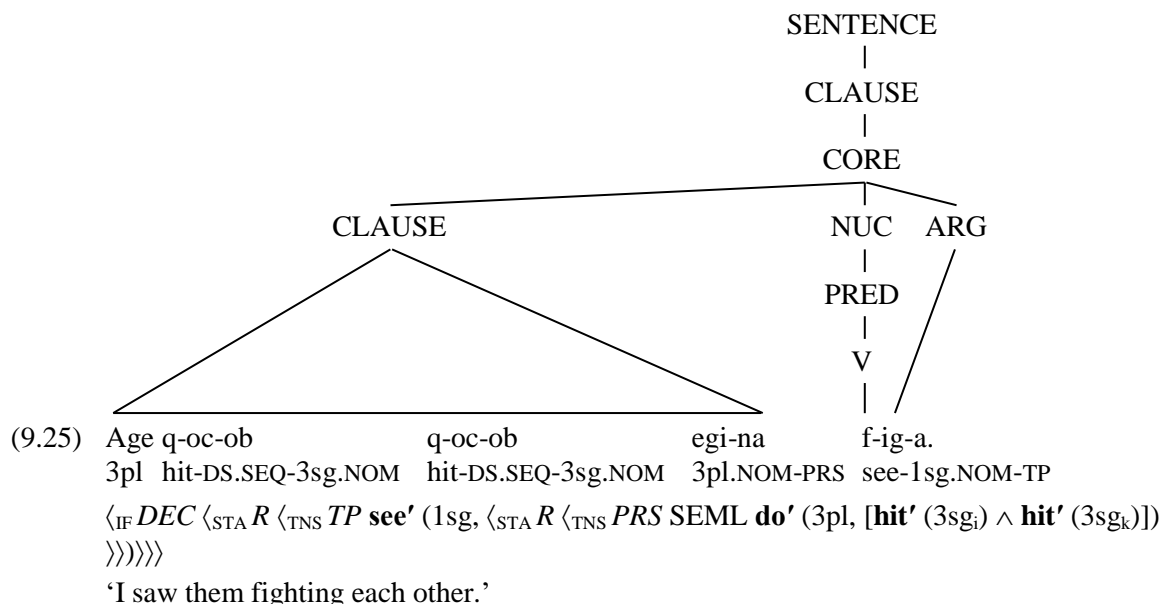 SENTENCE
CLAUSE
CORE
CLAUSE NUC ARG
PRED
V
(9.25) Age q-oc-ob q-oc-ob egi-na f-ig-a.
3pl hit-DS.SEQ-3sg.NOM hit-DS.SEQ-3sg.NOM 3pl.NOM-PRS see-1sg.NOM-TP
⟨IF DEC ⟨STA R ⟨TNS TP see′ (1sg, ⟨STA R ⟨TNS PRS SEML do′ (3pl, [hit′ (3sgi) ∧ hit′ (3sgk)])
⟩⟩)⟩⟩⟩
‘I saw them fighting each other.’